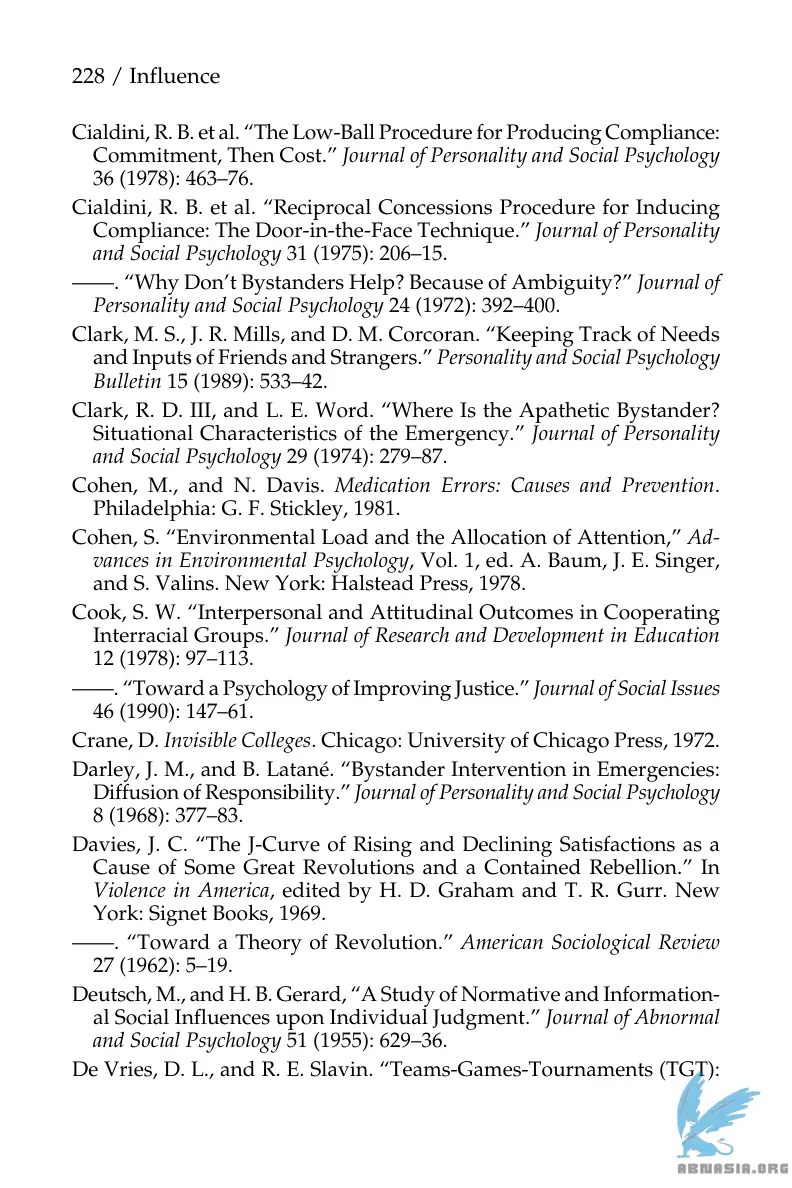 228 / Influence
Cialdini, R. B. et al. “The Low-Ball Procedure for Producing Compliance:
Commitment, Then Cost.” Journal of Personality and Social Psychology
36 (1978): 463–76.
Cialdini, R. B. et al. “Reciprocal Concessions Procedure for Inducing
Compliance: The Door-in-the-Face Technique.” Journal of Personality
and Social Psychology 31 (1975): 206–15.
——. “Why Don’t Bystanders Help? Because of Ambiguity?” Journal of
Personality and Social Psychology 24 (1972): 392–400.
Clark, M. S., J. R. Mills, and D. M. Corcoran. “Keeping Track of Needs
and Inputs of Friends and Strangers.” Personality and Social Psychology
Bulletin 15 (1989): 533–42.
Clark, R. D. III, and L. E. Word. “Where Is the Apathetic Bystander?
Situational Characteristics of the Emergency.” Journal of Personality
and Social Psychology 29 (1974): 279–87.
Cohen, M., and N. Davis. Medication Errors: Causes and Prevention.
Philadelphia: G. F. Stickley, 1981.
Cohen, S. “Environmental Load and the Allocation of Attention,” Ad-
vances in Environmental Psychology, Vol. 1, ed. A. Baum, J. E. Singer,
and S. Valins. New York: Halstead Press, 1978.
Cook, S. W. “Interpersonal and Attitudinal Outcomes in Cooperating
Interracial Groups.” Journal of Research and Development in Education
12 (1978): 97–113.
——. “Toward a Psychology of Improving Justice.” Journal of Social Issues
46 (1990): 147–61.
Crane, D. Invisible Colleges. Chicago: University of Chicago Press, 1972.
Darley, J. M., and B. Latané. “Bystander Intervention in Emergencies:
Diffusion of Responsibility.” Journal of Personality and Social Psychology
8 (1968): 377–83.
Davies, J. C. “The J-Curve of Rising and Declining Satisfactions as a
Cause of Some Great Revolutions and a Contained Rebellion.” In
Violence in America, edited by H. D. Graham and T. R. Gurr. New
York: Signet Books, 1969.
——. “Toward a Theory of Revolution.” American Sociological Review
27 (1962): 5–19.
Deutsch, M., and H. B. Gerard, “A Study of Normative and Information-
al Social Influences upon Individual Judgment.” Journal of Abnormal
and Social Psychology 51 (1955): 629–36.
De Vries, D. L., and R. E. Slavin. “Teams-Games-Tournaments (TGT):
ABNASIA.ORG